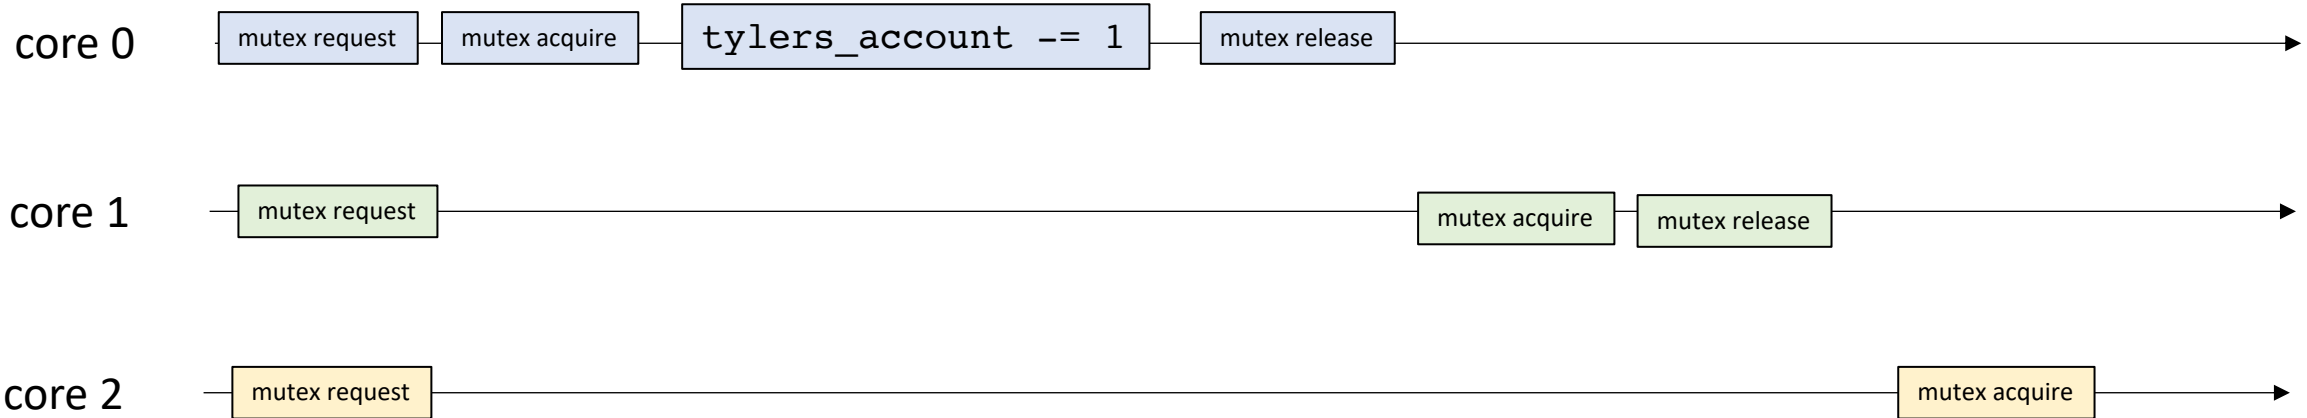 core 0
mutex request
mutex acquire
tylers_account -= 1
mutex release
core 1
mutex request
mutex acquire
mutex release
core 2
mutex request
mutex acquire